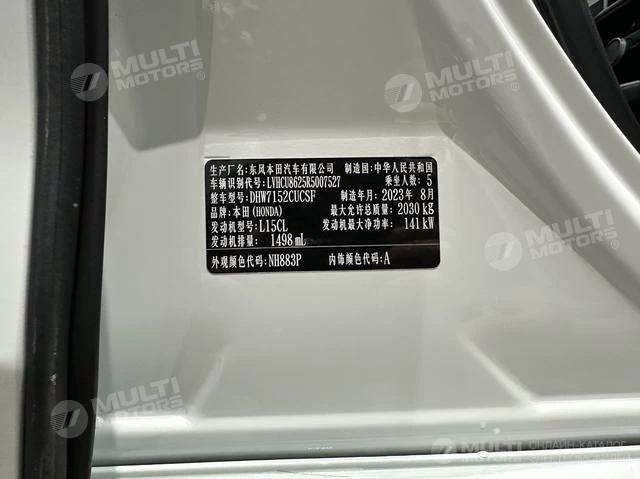 MULTI
MOTORS®
MULTI
MOTORS®
生产厂名:东风本田汽车有限公司 制造国:中华人民共和国
车辆识别代号:LVHCU8625R5007527 乘坐人数:5
整车型号:DHW7152CUCSF 制造年月:2023年 8月
品牌:本田(HONDA) 最大允许总质量:2030 kg
发动机型号:L15CL 发动机最大净功率:141 kW
发动机排量:1498 mL
外观颜色代码:NH883P 内饰颜色代码:A
MULTI
MOTORS®
MULTI
MOTORS®
MULTI
ОНЛАЙН-КАТАЛОГ